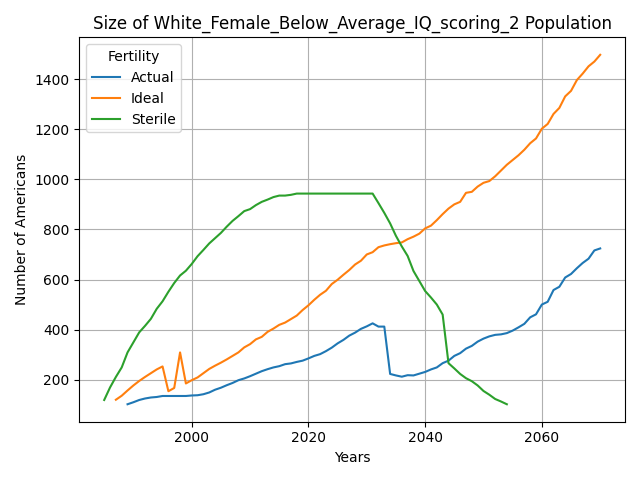 Size of White_Female_Below_Average_IQ_scoring_2 Population
Fertility
Actual
Ideal
Sterile
Number of Americans
1400
1200
1000
800
600
400
200
2000
2020
2040
2060
Years